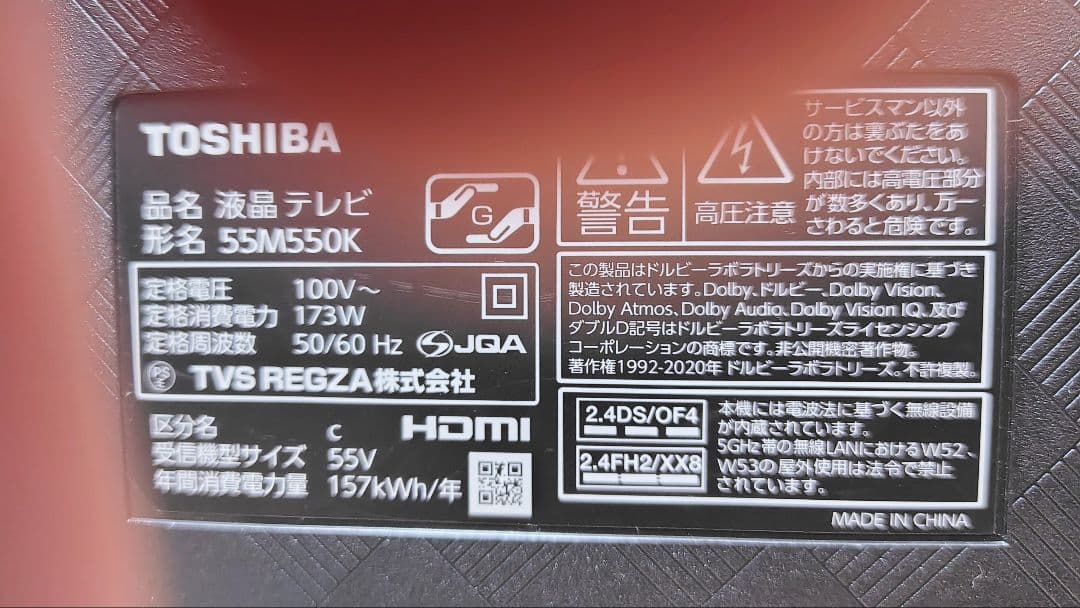 TOSHIBA
品名 液晶テレビ
形名 55M550K
G
定格電圧 100V～
定格消費電力 173W
定格周波数 50/60 Hz JQA
PSE TVS REGZA株式会社
区分名 c HDMI
受信機型サイズ 55V
年間消費電力量 157kWh/年
警告
高圧注意
サービスマン以外
の方は裏ぶたをあ
けないでください。
内部には高電圧部分
が数多くあり、万一
さわると危険です。
この製品はドルビーラボラトリーズからの実施権に基づき
製造されています。Dolby、ドルビー、Dolby Vision、
Dolby Atmos、Dolby Audio、Dolby Vision IQ、及び
ダブルD記号はドルビーラボラトリーズライセンシング
コーポレーションの商標です。非公開機密著作物。
著作権1992-2020年 ドルビーラボラトリーズ。不許複製。
2.4DS/OF4
2.4FH2/XX8
本機には電波法に基づく無線設備
が内蔵されています。
5GHz帯の無線LANにおけるW52、
W53の屋外使用は法令で禁止
されています。
MADE IN CHINA